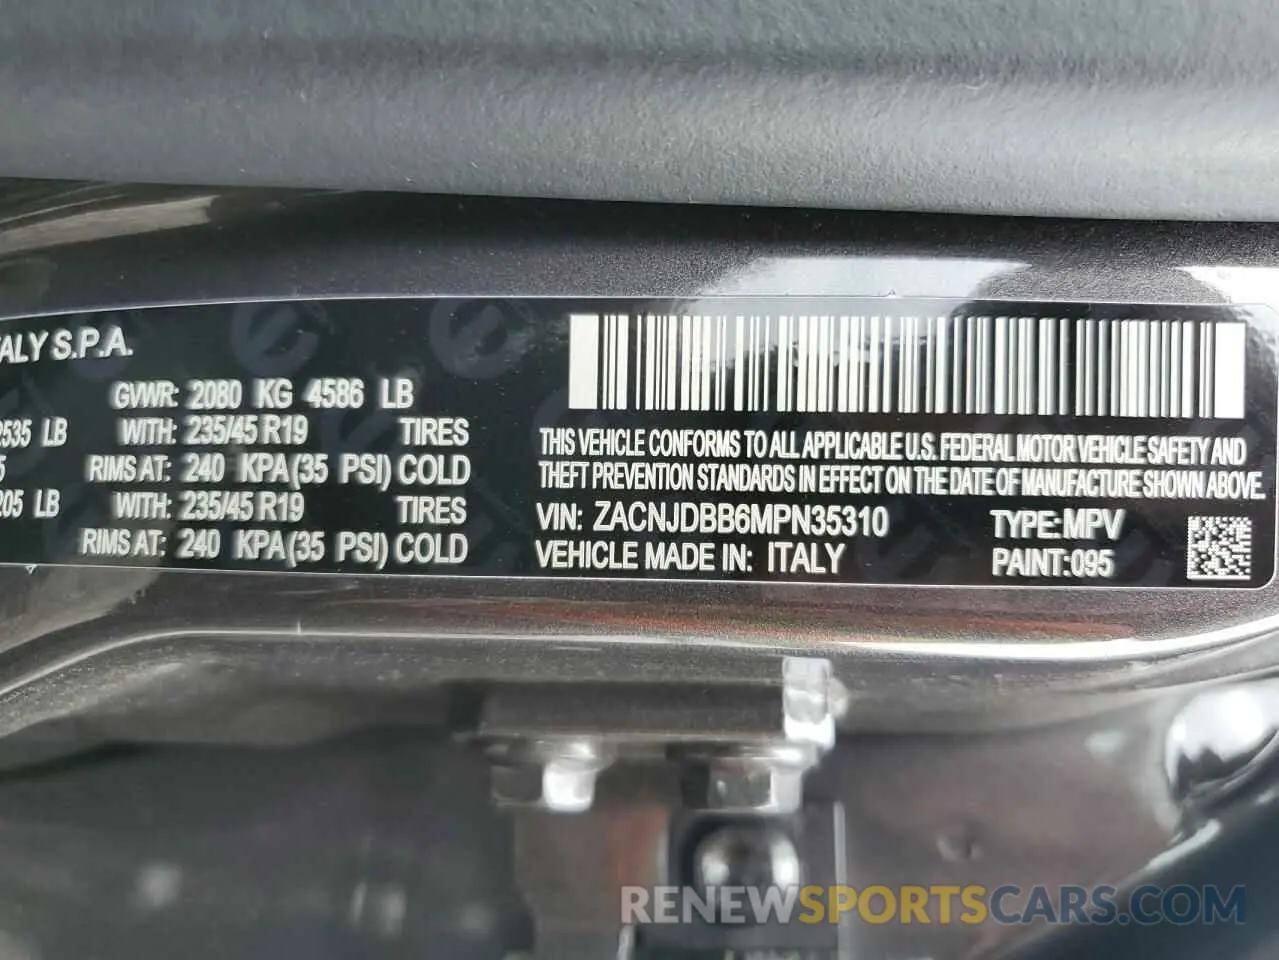 ITALY S.P.A.
GVWR: 2080 KG 4586 LB
2535 LB WITH: 235/45 R19 TIRES
5 RIMS AT: 240 KPA(35 PSI) COLD
205 LB WITH: 235/45 R19 TIRES
RIMS AT: 240 KPA(35 PSI) COLD
THIS VEHICLE CONFORMS TO ALL APPLICABLE U.S. FEDERAL MOTOR VEHICLE SAFETY AND
THEFT PREVENTION STANDARDS IN EFFECT ON THE DATE OF MANUFACTURE SHOWN ABOVE.
VIN: ZACNJDBB6MPN35310 TYPE: MPV
VEHICLE MADE IN: ITALY PAINT:095
RENEWSPORTSCARS.COM